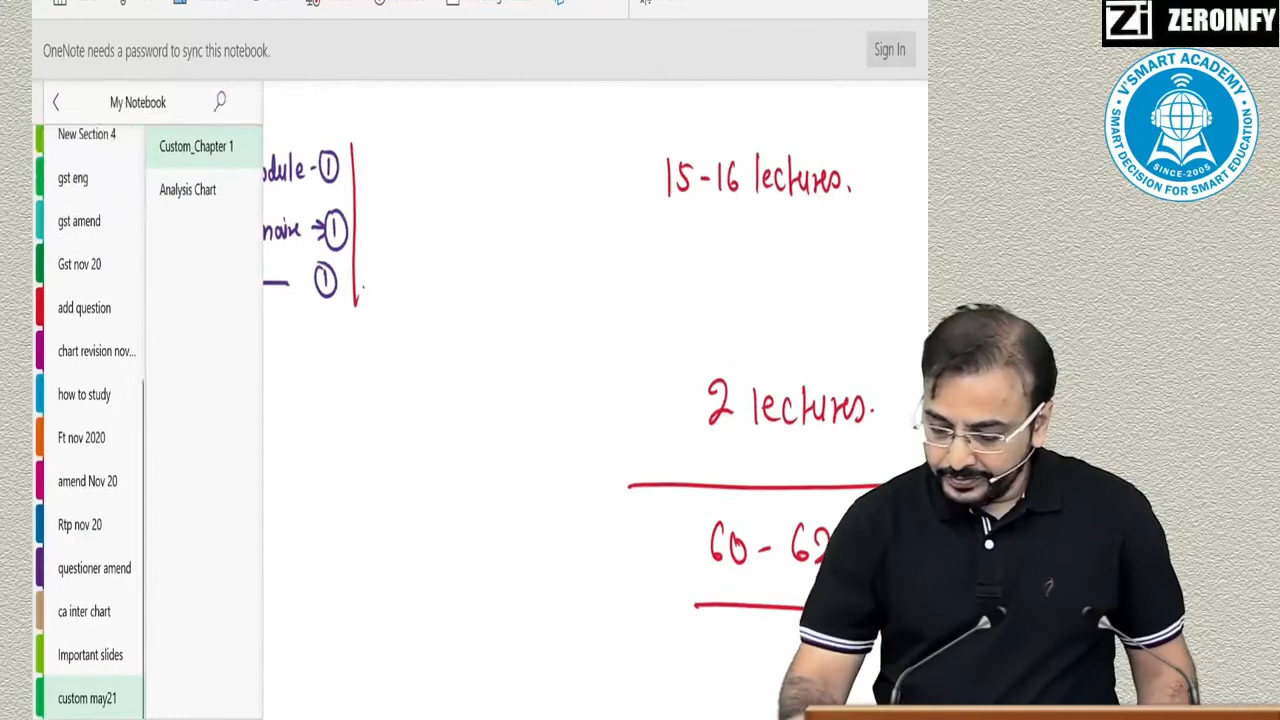 ZEROINFY
V'SMART ACADEMY
SINCE-2005
SMART DECISION FOR SMART EDUCATION
OneNote needs a password to sync this notebook.
Sign In
My Notebook
New Section 4
gst eng
gst amend
Gst nov 20
add question
chart revision nov...
how to study
Ft nov 2020
amend Nov 20
Rtp nov 20
questioner amend
ca inter chart
Important slides
custom may21
Custom_Chapter 1
Analysis Chart
dule - 1
naire → 1
— 1
15-16 lectures.
2 lectures.
60 - 62